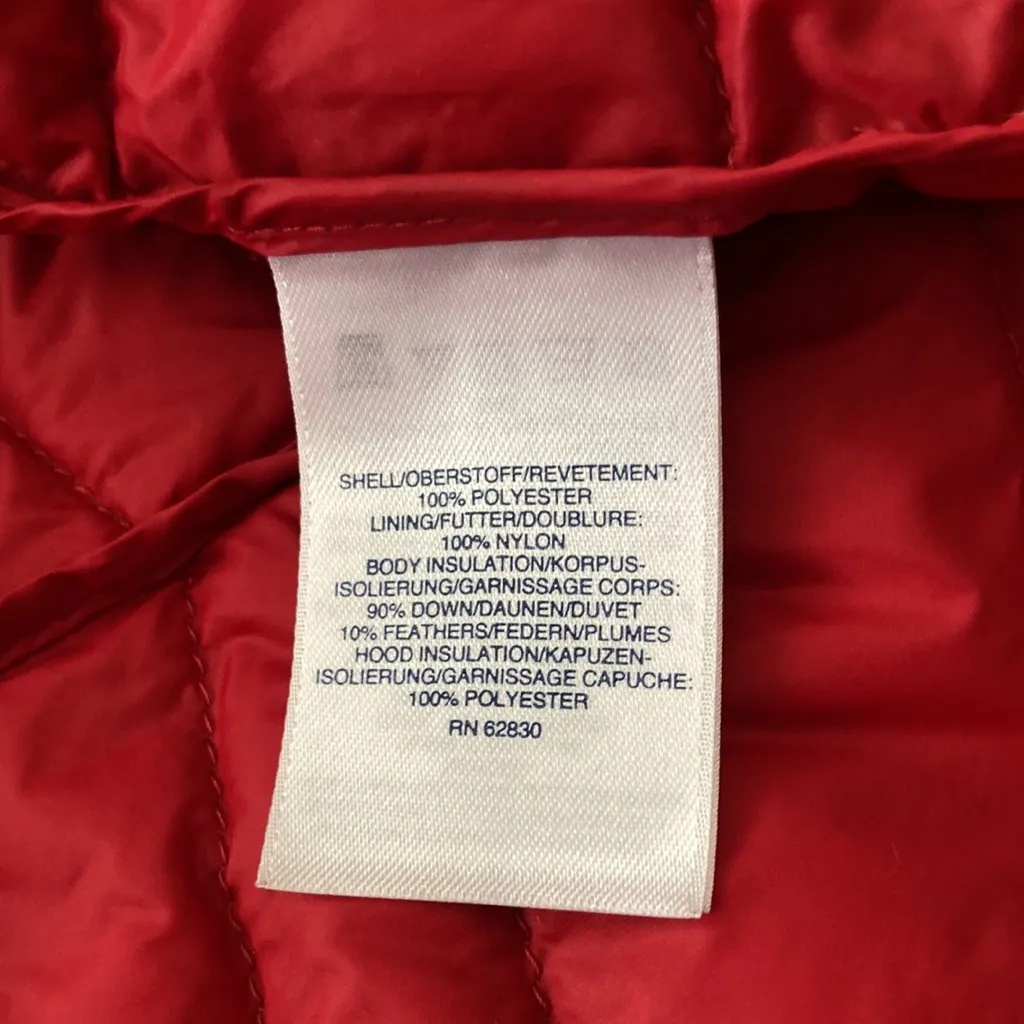 SHELL/OBERSTOFF/REVETEMENT:
100% POLYESTER
LINING/FUTTER/DOUBLURE:
100% NYLON
BODY INSULATION/KORPUS-
ISOLIERUNG/GARNISSAGE CORPS:
90% DOWN/DAUNEN/DUVET
10% FEATHERS/FEDERN/PLUMES
HOOD INSULATION/KAPUZEN-
ISOLIERUNG/GARNISSAGE CAPUCHE:
100% POLYESTER
RN 62830